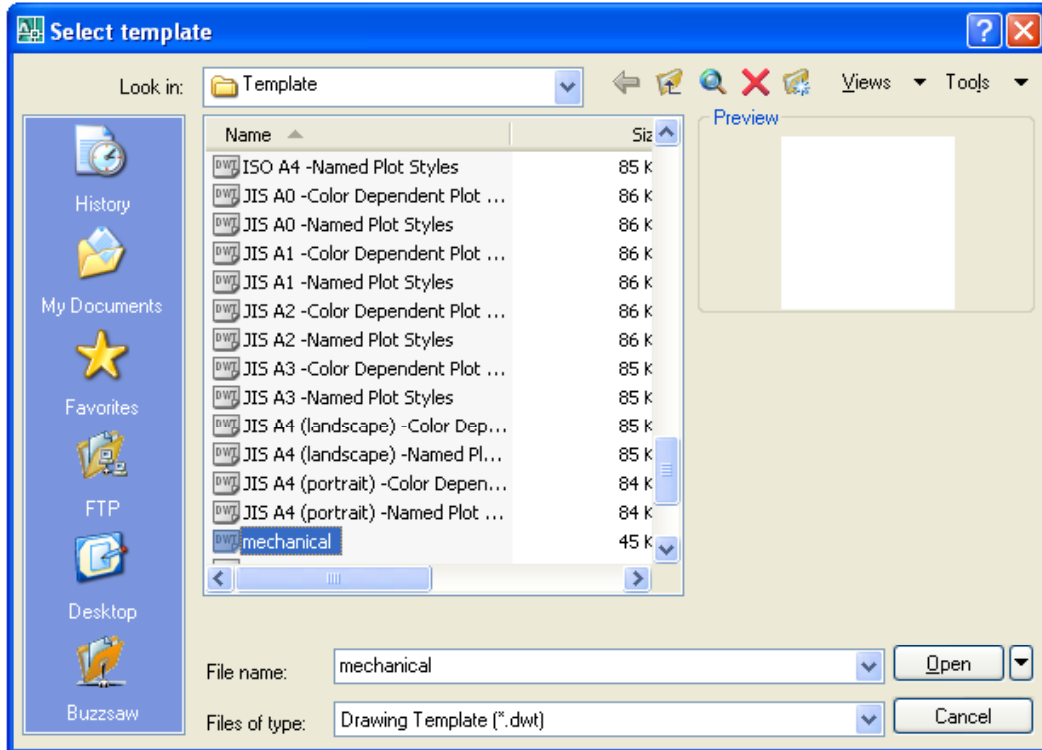 Select template
Look in: Template Views Tools
History
My Documents
Favorites
FTP
Desktop
Buzzsaw
Name Siz
ISO A4 -Named Plot Styles 85 K
JIS A0 -Color Dependent Plot ... 86 K
JIS A0 -Named Plot Styles 86 K
JIS A1 -Color Dependent Plot ... 86 K
JIS A1 -Named Plot Styles 86 K
JIS A2 -Color Dependent Plot ... 86 K
JIS A2 -Named Plot Styles 86 K
JIS A3 -Color Dependent Plot ... 85 K
JIS A3 -Named Plot Styles 85 K
JIS A4 (landscape) -Color Dep... 85 K
JIS A4 (landscape) -Named Pl... 85 K
JIS A4 (portrait) -Color Depen... 84 K
JIS A4 (portrait) -Named Plot ... 84 K
mechanical 45 K
Preview
File name: mechanical Open
Files of type: Drawing Template (*.dwt) Cancel